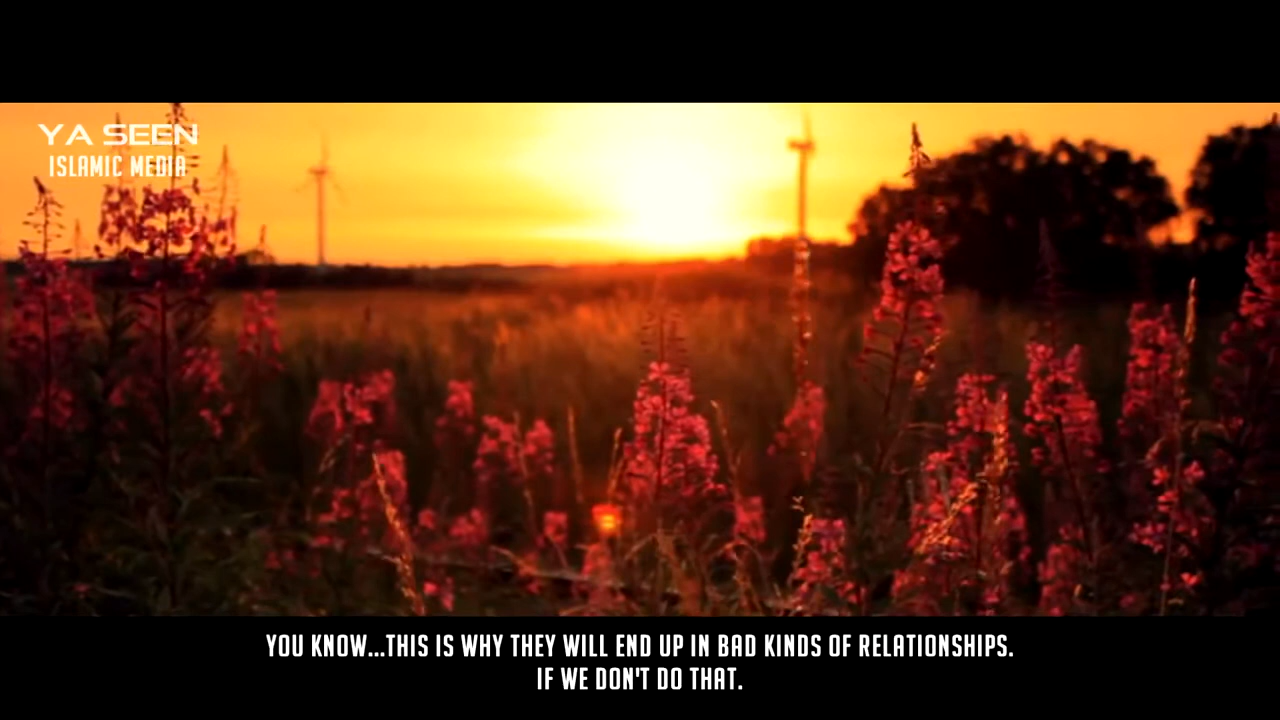 YA SEEN
ISLAMIC MEDIA
YOU KNOW...THIS IS WHY THEY WILL END UP IN BAD KINDS OF RELATIONSHIPS.
IF WE DON'T DO THAT.